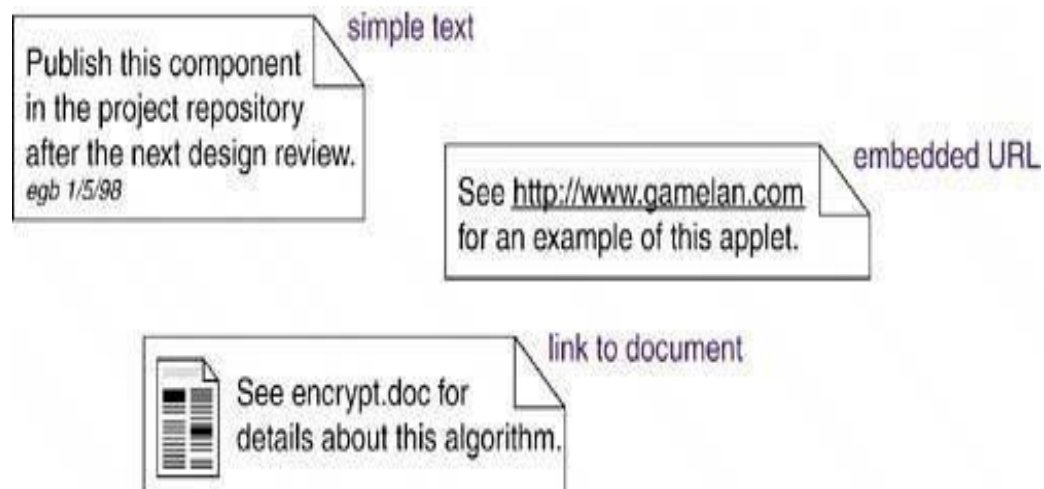 simple text
Publish this component
in the project repository
after the next design review.
egb 1/5/98
embedded URL
See http://www.gamelan.com
for an example of this applet.
link to document
See encrypt.doc for
details about this algorithm.